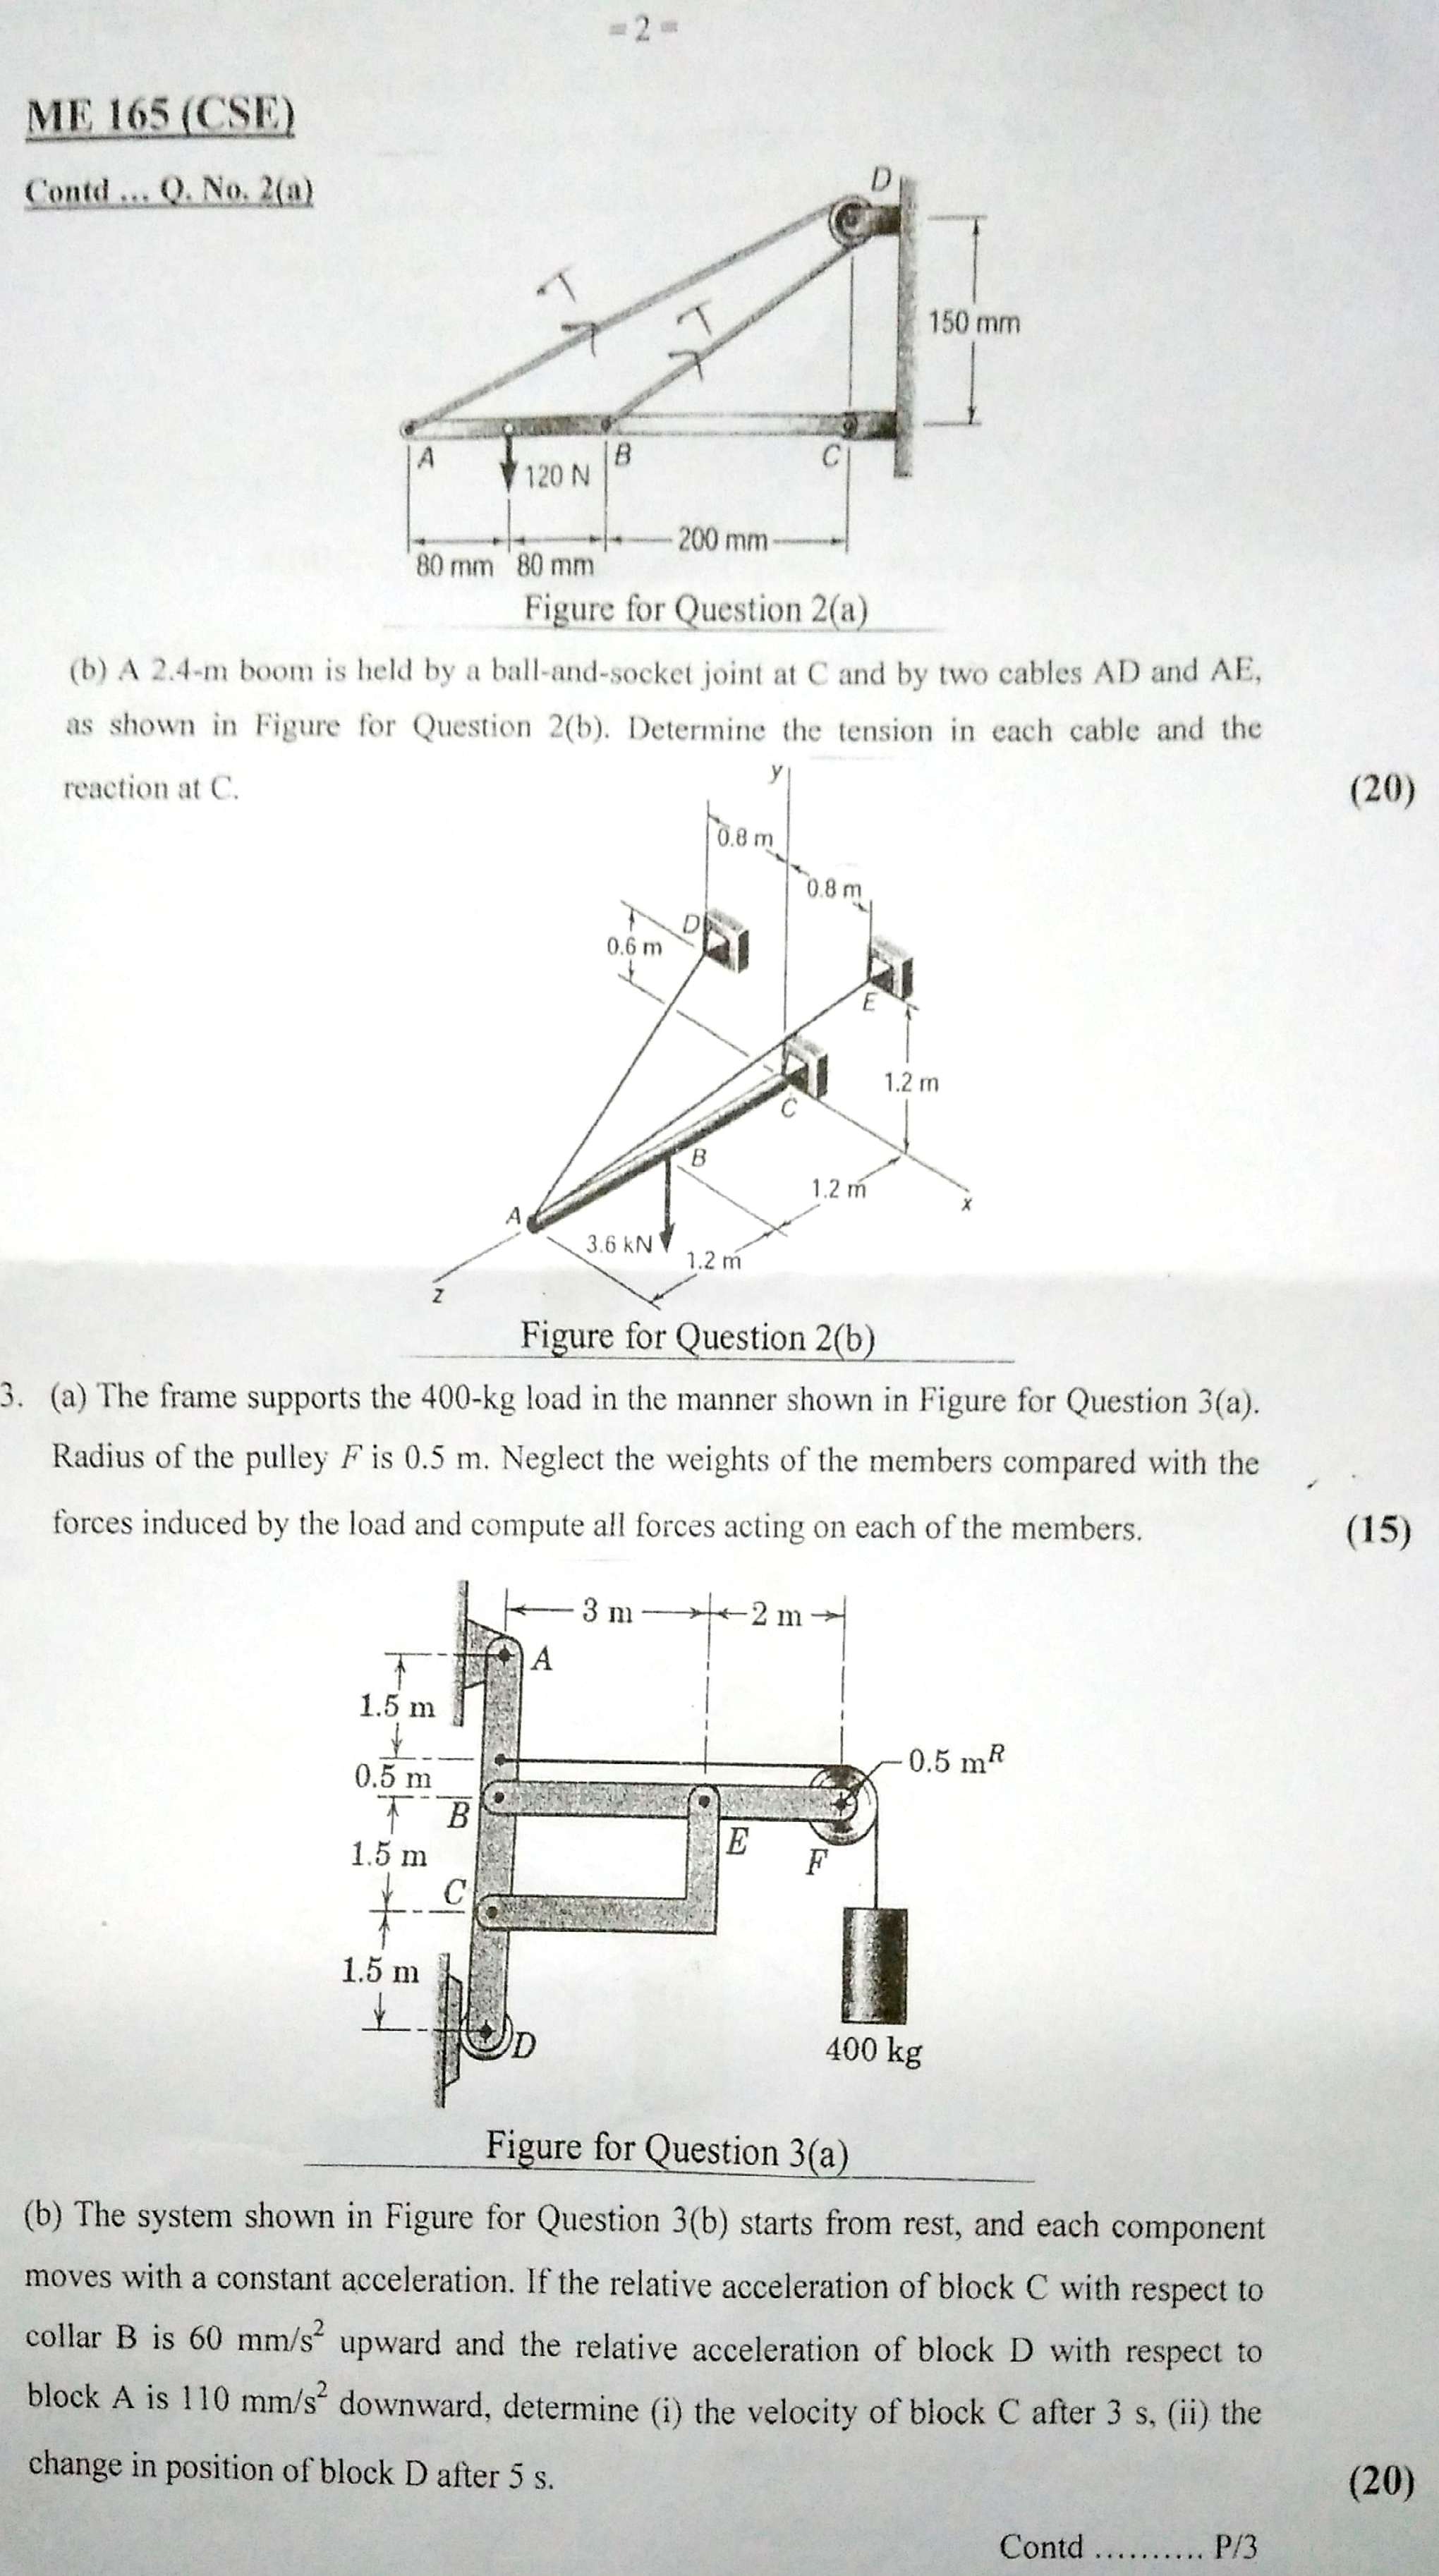 = 2 =
ME 165 (CSE)
Contd ... Q. No. 2(a)
D
T
T
150 mm
A
B
C
120 N
200 mm
80 mm 80 mm
Figure for Question 2(a)
(b) A 2.4-m boom is held by a ball-and-socket joint at C and by two cables AD and AE,
as shown in Figure for Question 2(b). Determine the tension in each cable and the
reaction at C. (20)
y
0.8 m
0.8 m
D
0.6 m
E
1.2 m
C
B
1.2 m
x
A
3.6 kN
1.2 m
z
Figure for Question 2(b)
3. (a) The frame supports the 400-kg load in the manner shown in Figure for Question 3(a).
Radius of the pulley F is 0.5 m. Neglect the weights of the members compared with the
forces induced by the load and compute all forces acting on each of the members. (15)
3 m 2 m
A
1.5 m
0.5 mR
0.5 m
B
E
F
1.5 m
C
1.5 m
D
400 kg
Figure for Question 3(a)
(b) The system shown in Figure for Question 3(b) starts from rest, and each component
moves with a constant acceleration. If the relative acceleration of block C with respect to
collar B is 60 mm/s² upward and the relative acceleration of block D with respect to
block A is 110 mm/s² downward, determine (i) the velocity of block C after 3 s, (ii) the
change in position of block D after 5 s. (20)
Contd .......... P/3